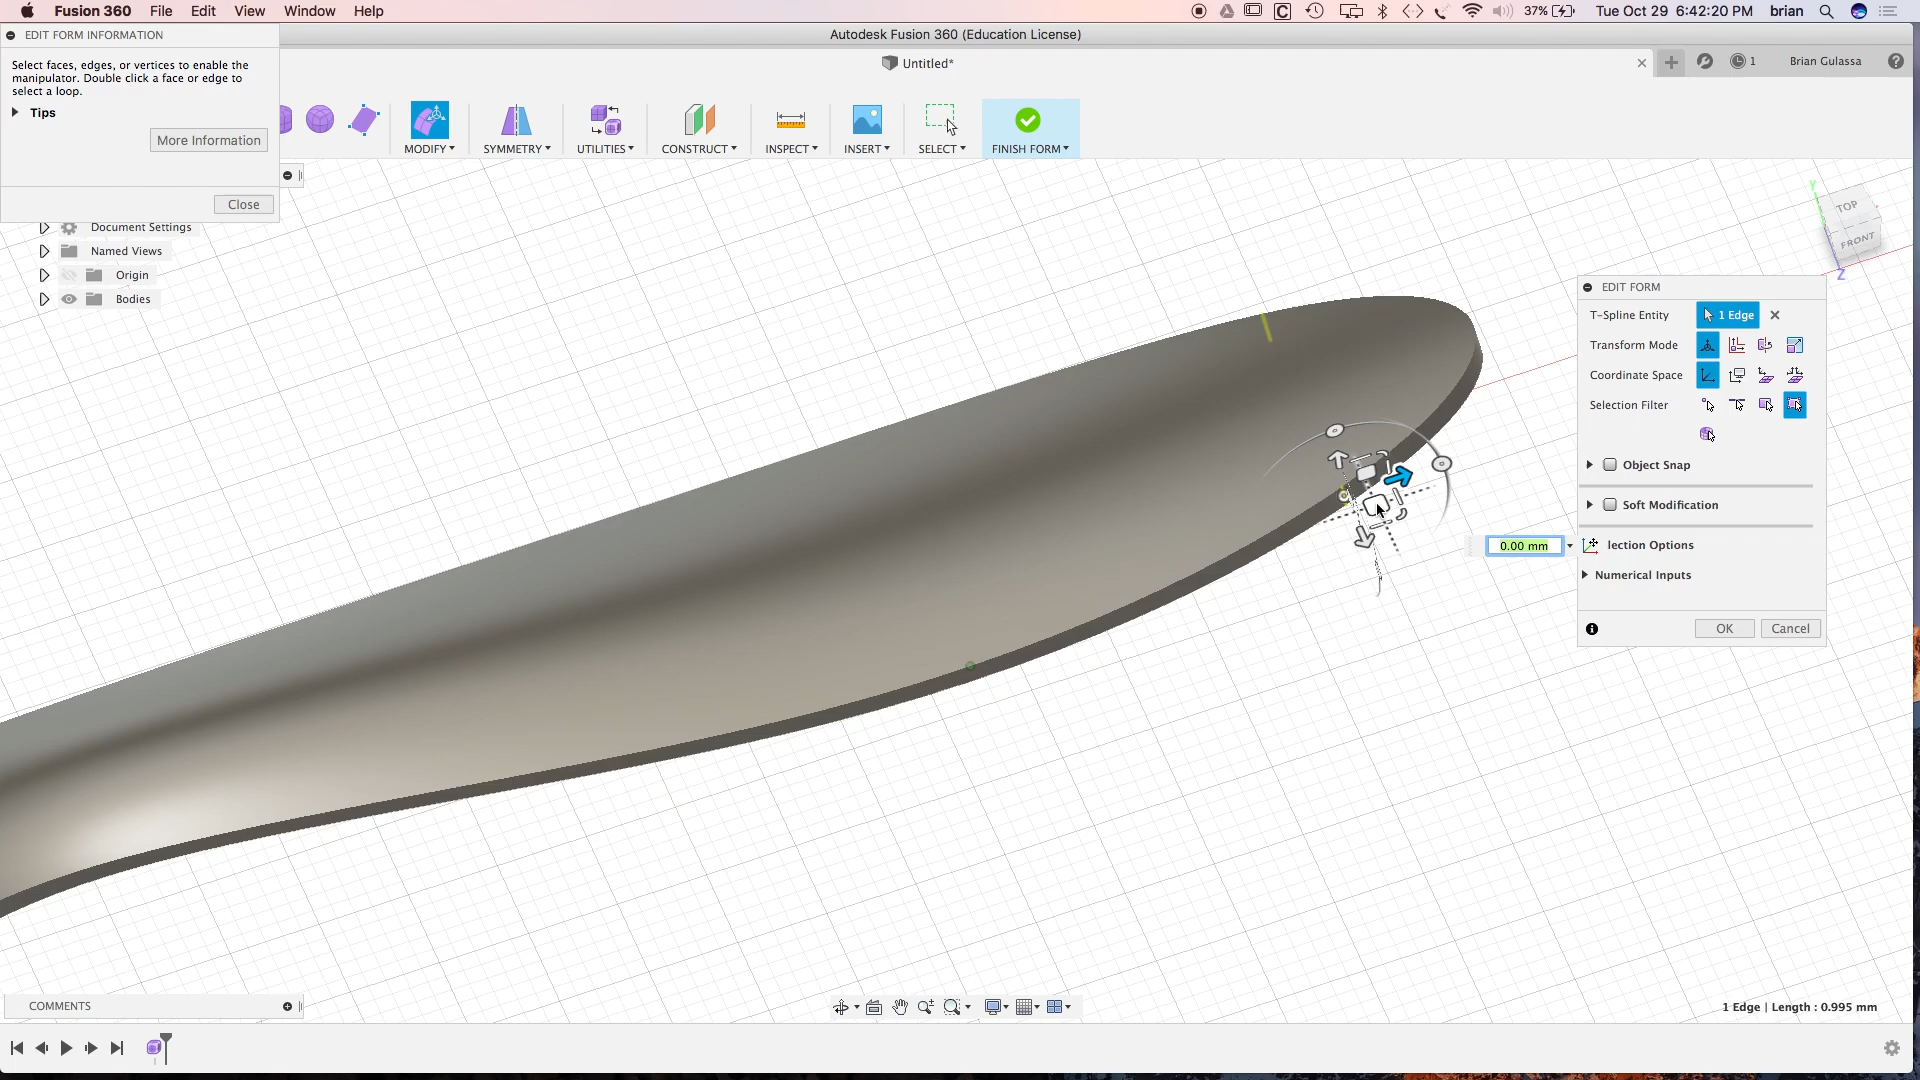 Fusion 360 File Edit View Window Help 37% Tue Oct 29 6:42:20 PM brian
EDIT FORM INFORMATION
Autodesk Fusion 360 (Education License)
Select faces, edges, or vertices to enable the
manipulator. Double click a face or edge to
select a loop.
Tips
More Information
Close
Untitled*
1
Brian Gulassa
MODIFY SYMMETRY UTILITIES CONSTRUCT INSPECT INSERT SELECT FINISH FORM
Document Settings
Named Views
Origin
Bodies
Y
TOP
FRONT
Z
EDIT FORM
T-Spline Entity 1 Edge
Transform Mode
Coordinate Space
Selection Filter
Object Snap
Soft Modification
0.00 mm
lection Options
Numerical Inputs
OK Cancel
COMMENTS
1 Edge | Length : 0.995 mm